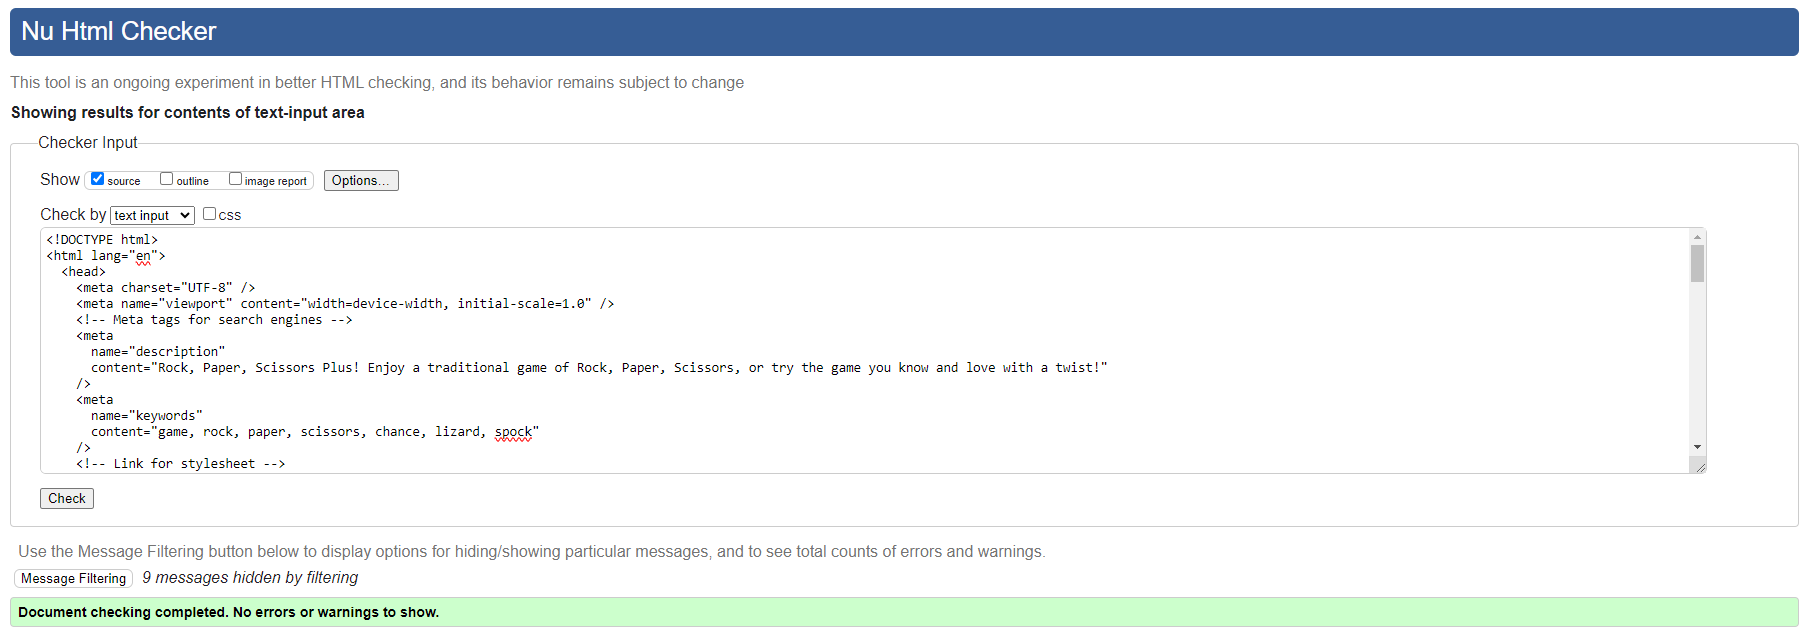 Nu Html Checker
This tool is an ongoing experiment in better HTML checking, and its behavior remains subject to change
Showing results for contents of text-input area
Checker Input
Show source outline image report Options...
Check by text input css
<!DOCTYPE html>
<html lang="en">
<head>
<meta charset="UTF-8" />
<meta name="viewport" content="width=device-width, initial-scale=1.0" />
<!-- Meta tags for search engines -->
<meta
name="description"
content="Rock, Paper, Scissors Plus! Enjoy a traditional game of Rock, Paper, Scissors, or try the game you know and love with a twist!"
/>
<meta
name="keywords"
content="game, rock, paper, scissors, chance, lizard, spock"
/>
<!-- Link for stylesheet -->
Check
Use the Message Filtering button below to display options for hiding/showing particular messages, and to see total counts of errors and warnings.
Message Filtering 9 messages hidden by filtering
Document checking completed. No errors or warnings to show.